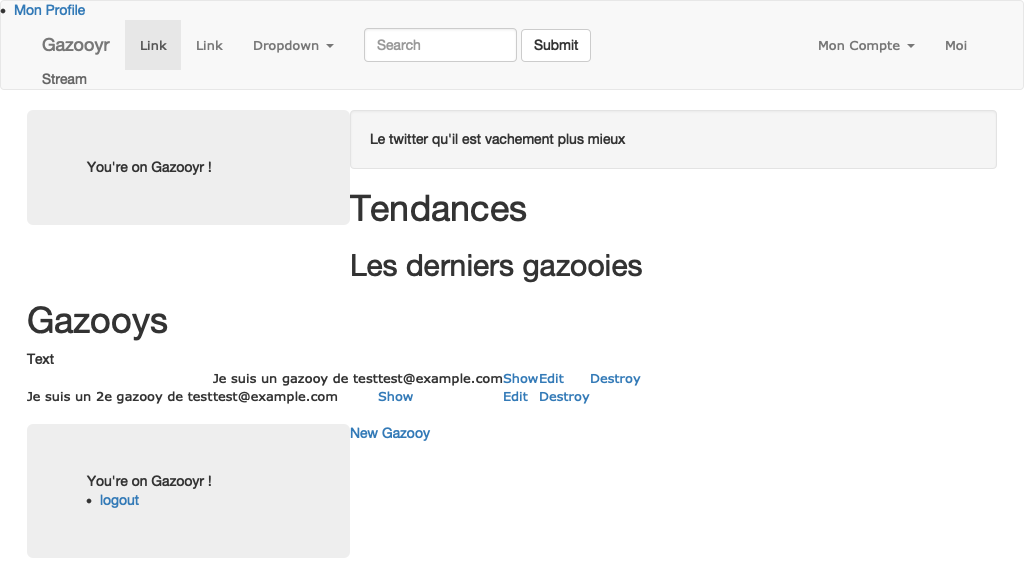 Mon Profile
Gazooyr Link Link Dropdown Search Submit Mon Compte Moi
Stream
You're on Gazooyr !
Le twitter qu'il est vachement plus mieux
Tendances
Les derniers gazooies
Gazooys
Text
Je suis un gazooy de testtest@example.comShowEdit Destroy
Je suis un 2e gazooy de testtest@example.com Show Edit Destroy
New Gazooy
You're on Gazooyr !
logout